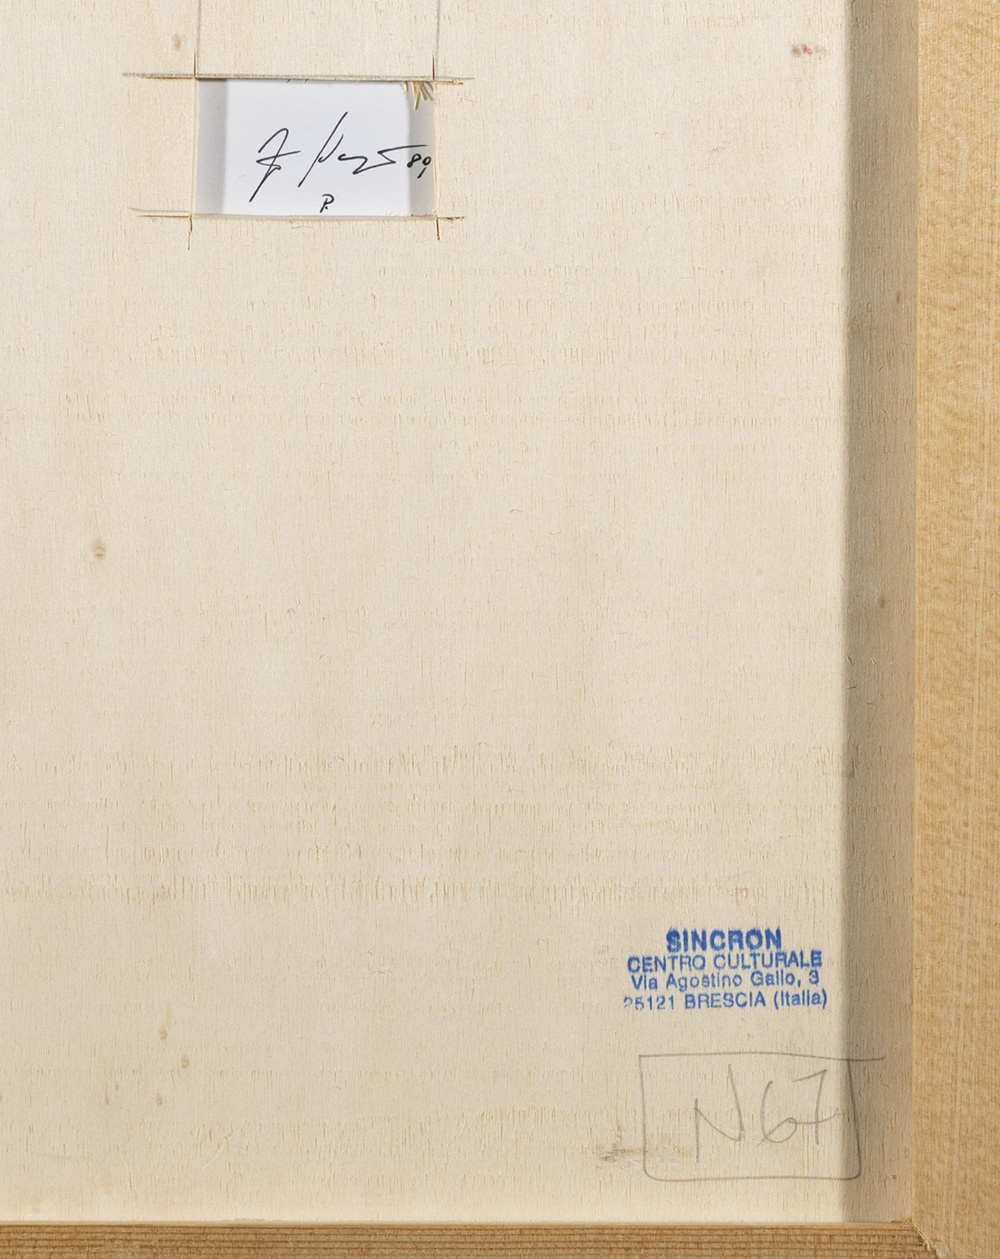 89
P.
SINCRON
CENTRO CULTURALE
Via Agostino Gallo, 3
25121 BRESCIA (Italia)
N67